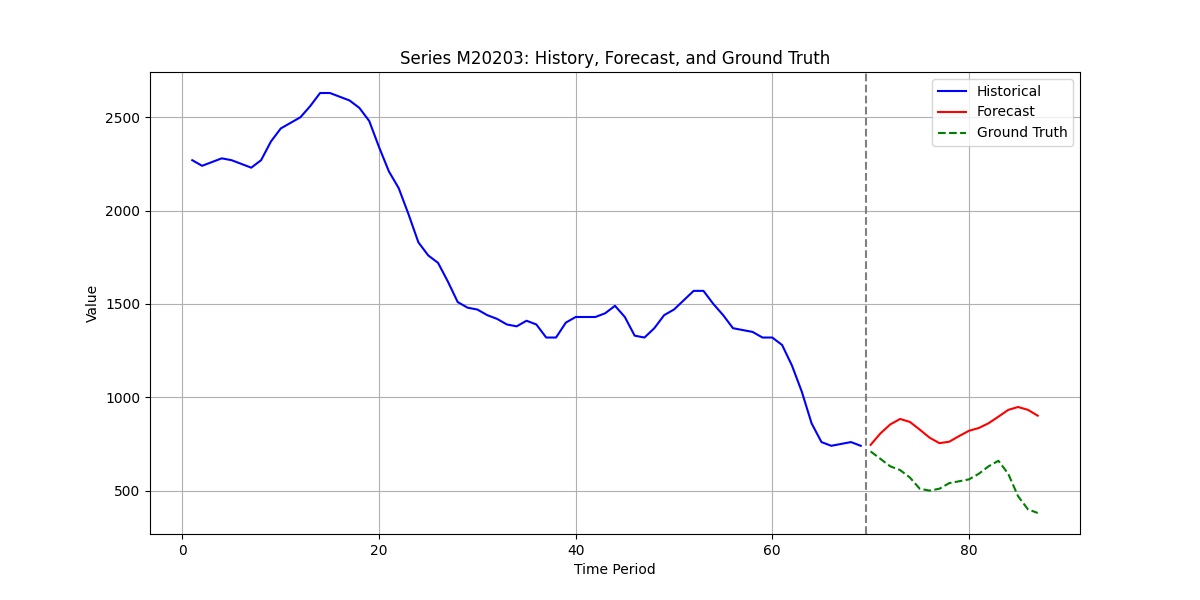 Series M20203: History, Forecast, and Ground Truth
Historical
Forecast
Ground Truth
2500
2000
1500
1000
500
Value
0
20
40
60
80
Time Period